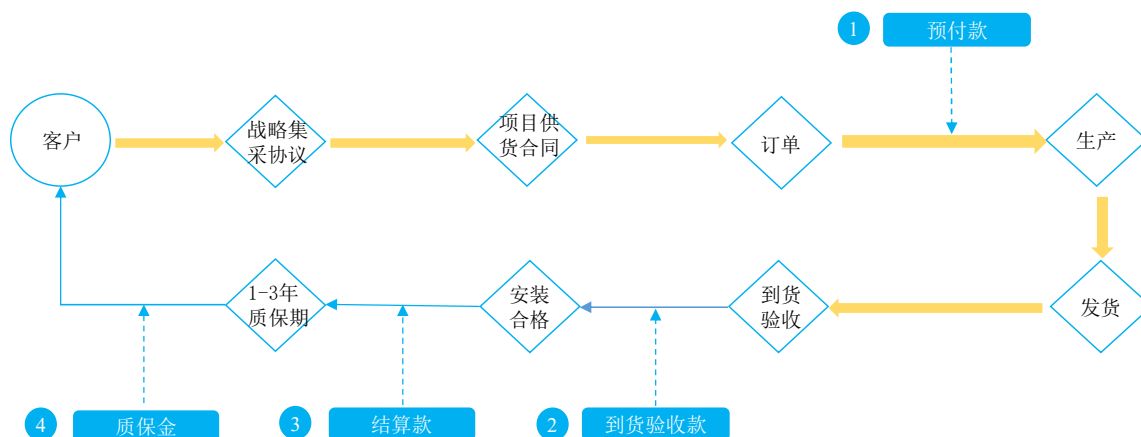 1
预付款
客户
战略集
采协议
项目供
货合同
订单
生产
1-3年
质保期
安装
合格
到货
验收
发货
4
质保金
3
结算款
2
到货验收款